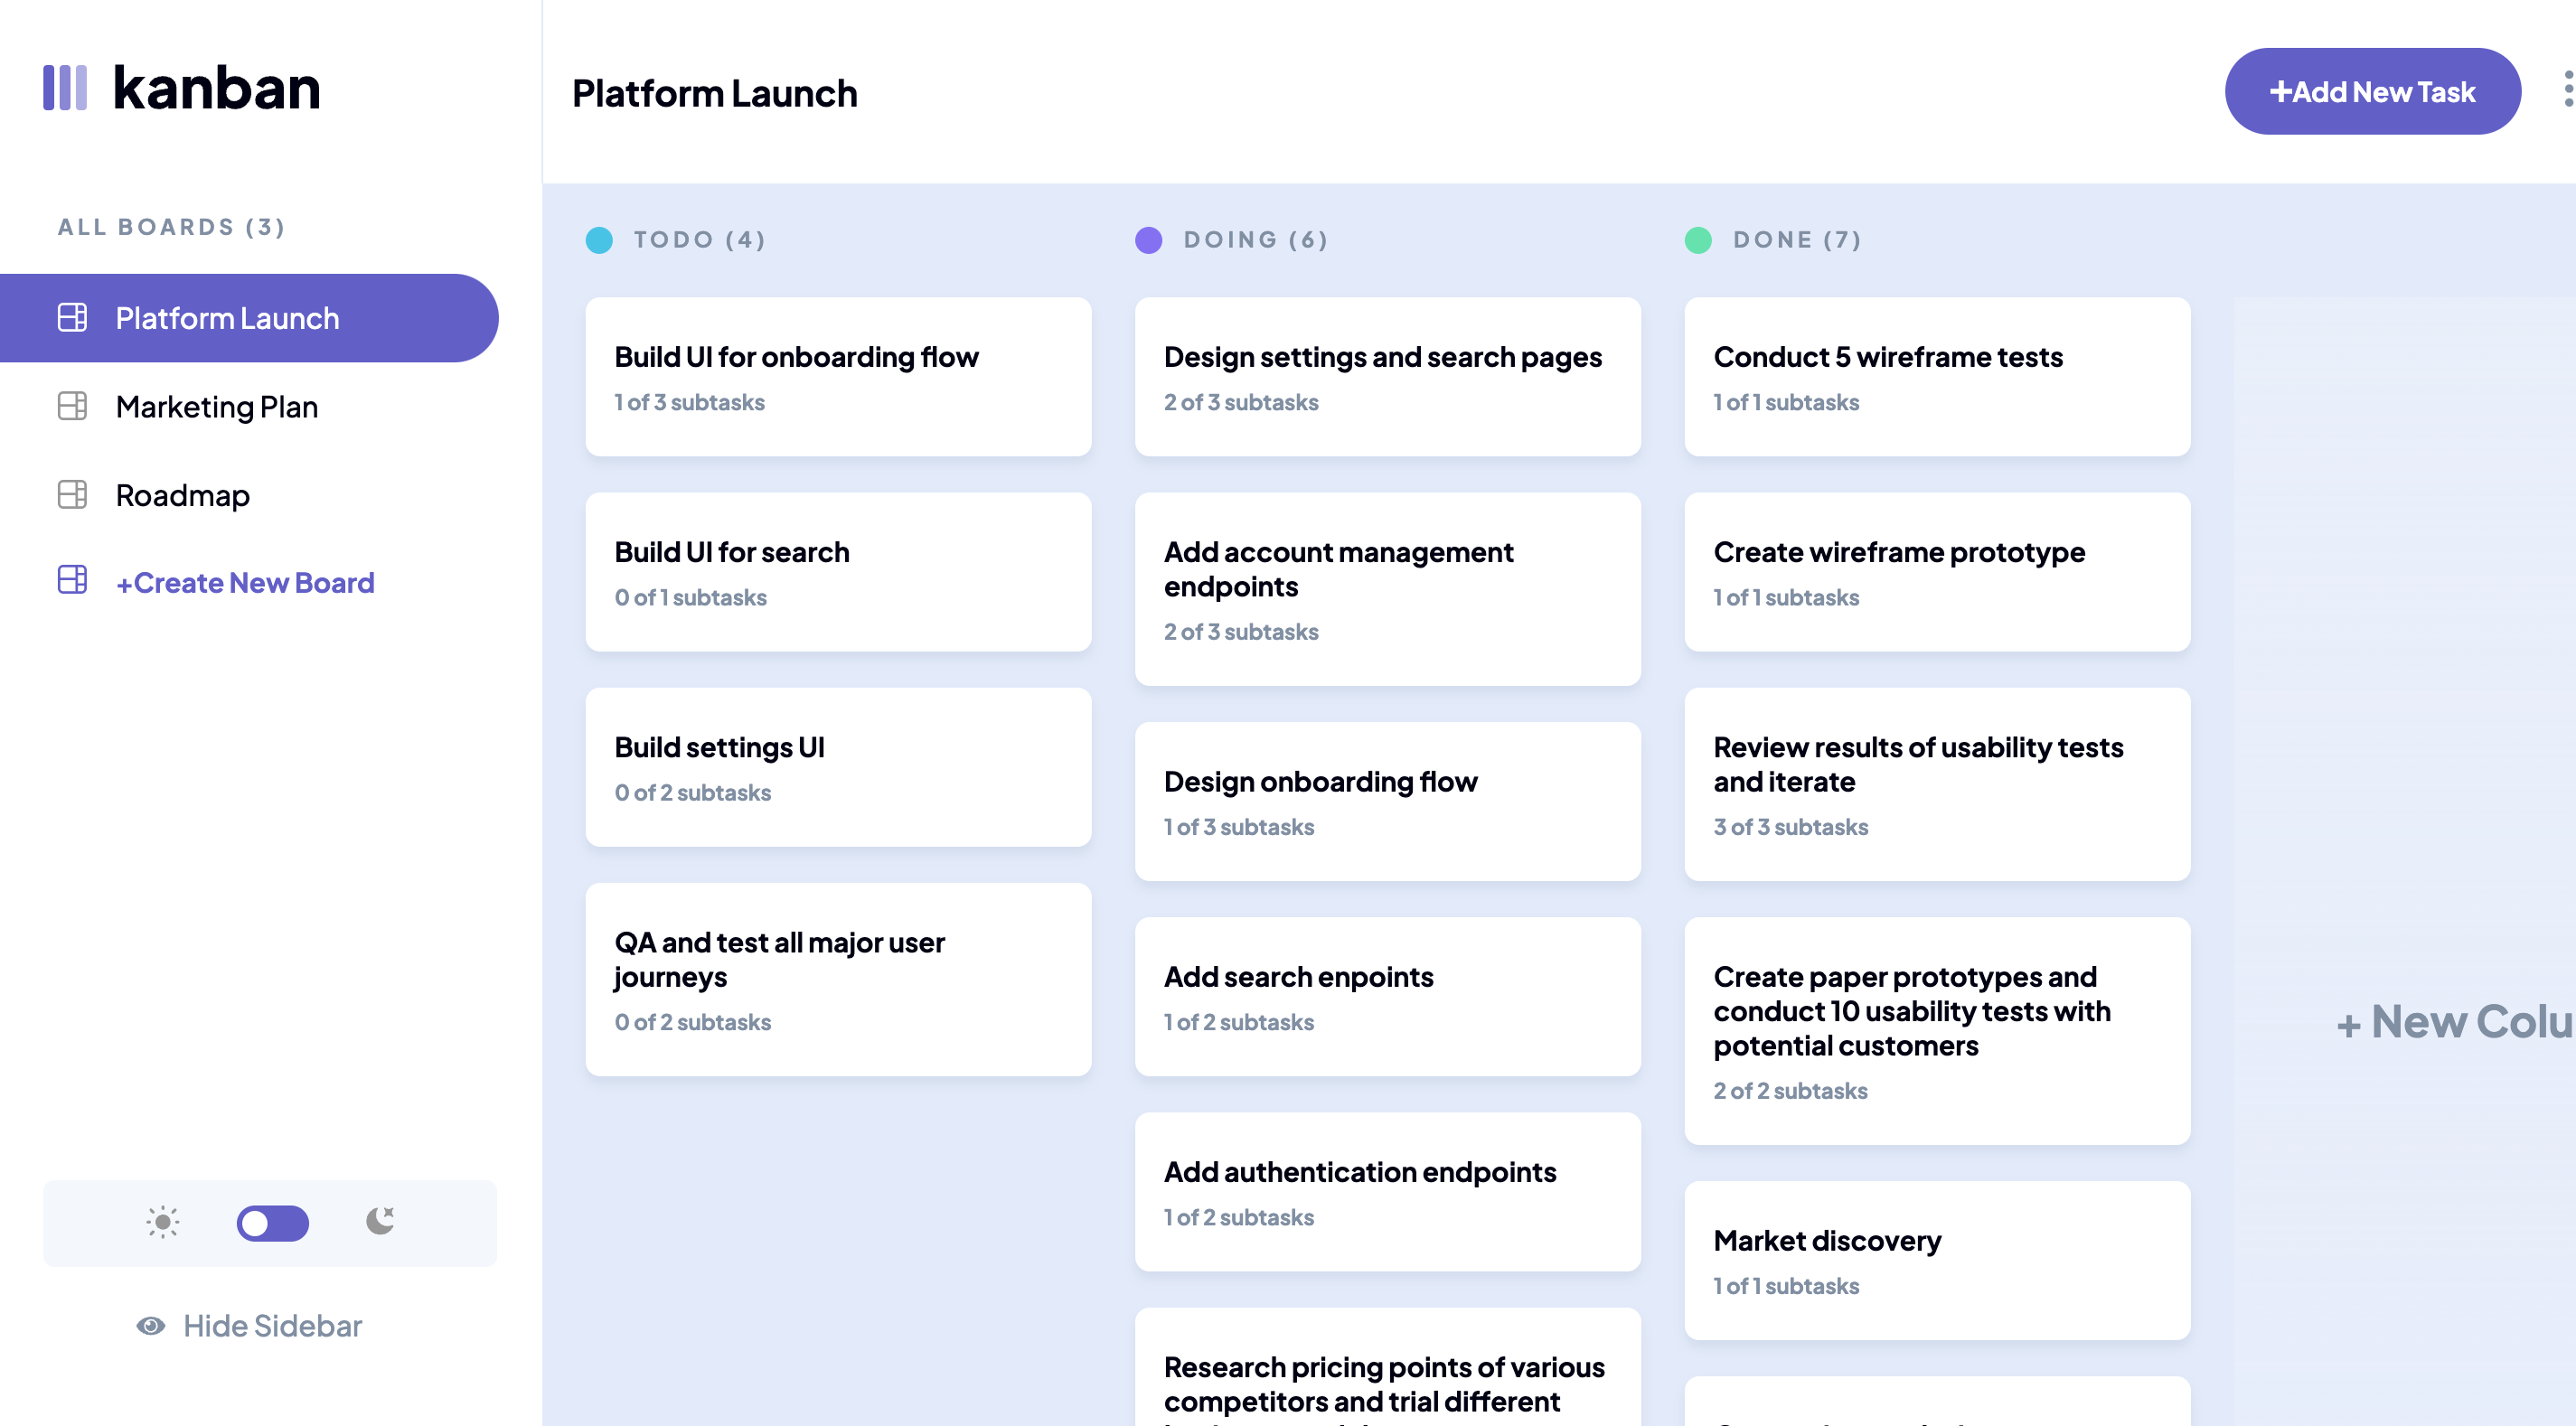 kanban
ALL BOARDS (3)
Platform Launch
Marketing Plan
Roadmap
+Create New Board
Hide Sidebar
Platform Launch
+Add New Task
TODO (4)
Build UI for onboarding flow
1 of 3 subtasks
Build UI for search
0 of 1 subtasks
Build settings UI
0 of 2 subtasks
QA and test all major user
journeys
0 of 2 subtasks
DOING (6)
Design settings and search pages
2 of 3 subtasks
Add account management
endpoints
2 of 3 subtasks
Design onboarding flow
1 of 3 subtasks
Add search enpoints
1 of 2 subtasks
Add authentication endpoints
1 of 2 subtasks
Research pricing points of various
competitors and trial different
DONE (7)
Conduct 5 wireframe tests
1 of 1 subtasks
Create wireframe prototype
1 of 1 subtasks
Review results of usability tests
and iterate
3 of 3 subtasks
Create paper prototypes and
conduct 10 usability tests with
potential customers
2 of 2 subtasks
Market discovery
1 of 1 subtasks
+ New Colu